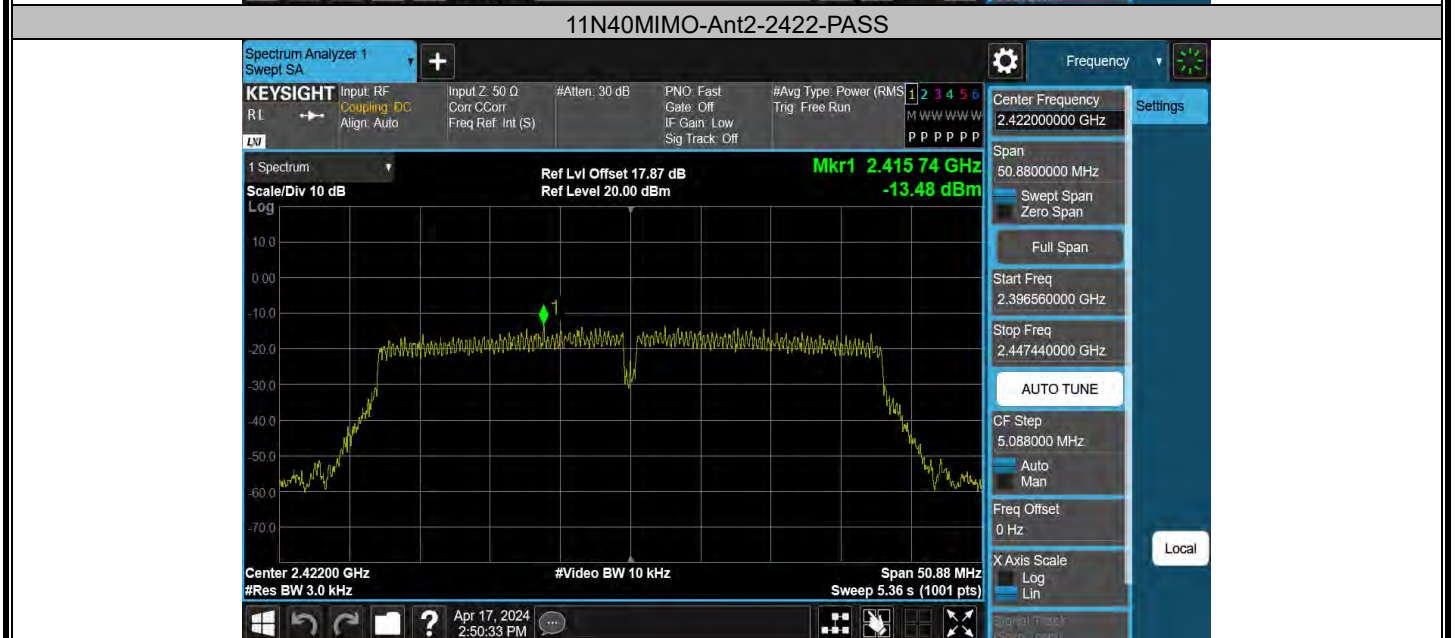 11N40MIMO-Ant2-2422-PASS
Spectrum Analyzer 1
Swept SA
Frequency
KEYSIGHT
Input: RF
Input Z: 50 Ω
#Atten: 30 dB
PNO: Fast
#Avg Type: Power (RMS
1 2 3 4 5 6
R L
Coupling: DC
Corr CCorr
Gate: Off
Trig: Free Run
M W W W W W
Align: Auto
Freq Ref: Int (S)
IF Gain: Low
P P P P P P
LXI
Sig Track: Off
1 Spectrum
Ref Lvl Offset 17.87 dB
Mkr1 2.415 74 GHz
Scale/Div 10 dB
Ref Level 20.00 dBm
-13.48 dBm
Log
10.0
0.00
-10.0
-20.0
-30.0
-40.0
-50.0
-60.0
-70.0
1
Center 2.42200 GHz
#Video BW 10 kHz
Span 50.88 MHz
#Res BW 3.0 kHz
Sweep 5.36 s (1001 pts)
Center Frequency
2.422000000 GHz
Settings
Span
50.8800000 MHz
Swept Span
Zero Span
Full Span
Start Freq
2.396560000 GHz
Stop Freq
2.447440000 GHz
AUTO TUNE
CF Step
5.088000 MHz
Auto
Man
Freq Offset
0 Hz
X Axis Scale
Log
Lin
Local
Signal Track
Apr 17, 2024
2:50:33 PM